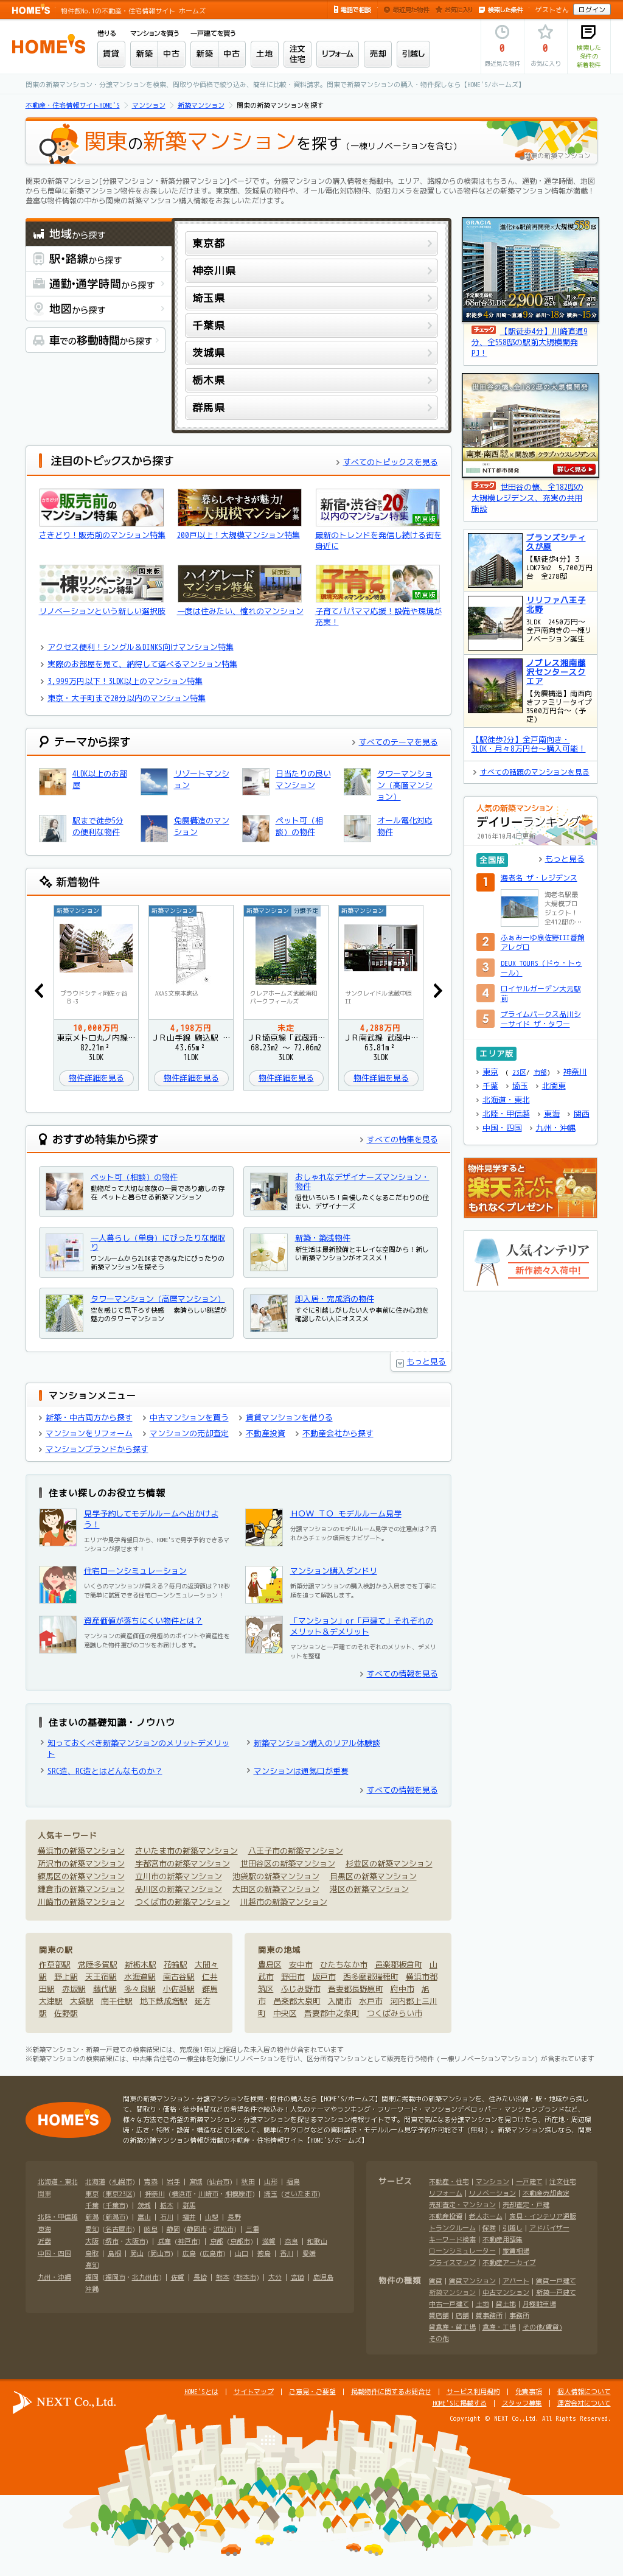 HOME'S 物件数No.1の不動産・住宅情報サイト ホームズ
電話で相談 最近見た物件 お気に入り 検索した条件 ゲストさん ログイン
HOME'S
借りる マンションを買う 一戸建てを買う
賃貸 新築 中古 新築 中古 土地 注文住宅 リフォーム 売却 引越し
0 最近見た物件
0 お気に入り
検索した条件の新着物件
関東の新築マンション・分譲マンションを検索、間取りや価格で絞り込み、簡単に比較・資料請求。関東で新築マンションの購入・物件探しなら【HOME'S/ホームズ】
不動産・住宅情報サイトHOME'S マンション 新築マンション 関東の新築マンションを探す
関東の新築マンションを探す(一棟リノベーションを含む)
関東の新築マンション
関東の新築マンション[分譲マンション・新築分譲マンション]ページです。分譲マンションの購入情報を掲載中。エリア、路線からの検索はもちろん、通勤・通学時間、地図
からも簡単に新築マンション物件をお探しいただけます。東京都、茨城県の物件や、オール電化対応物件、防犯カメラを設置している物件などの新築マンション情報が満載！
豊富な物件情報の中から関東の新築マンション購入情報をお探しいただけます。
地域から探す
駅・路線から探す
通勤・通学時間から探す
地図から探す
車での移動時間から探す
東京都
神奈川県
埼玉県
千葉県
茨城県
栃木県
群馬県
GRACIA
進化する駅前再開発×大規模558邸
68㎡台3LDK 2,900万円台 月々7万円台
駅徒歩4分 川崎へ直通9分 品川へ18分 横浜へ15分
チェック 【駅徒歩4分】川崎直通9分、全558邸の駅前大規模開発PJ！
世田谷の懐、全182邸の大規模開発
南東・南西×開放感 クラブハウスレジデンス
NTT都市開発 詳しく見る
チェック 世田谷の懐、全182邸の大規模レジデンス、充実の共用施設
ブランズシティ久が原
【駅徒歩4分】3LDK73m2 5,700万円台 全278邸
リリファ八王子北野
3LDK 2450万円～ 全戸南向きの一棟リノベーション誕生
ノブレス湘南藤沢センタースクエア
【免震構造】南西向きファミリータイプ3500万円台～(予定)
【駅徒歩2分】全戸南向き・3LDK・月々8万円台～購入可能！
すべての話題のマンションを見る
注目のトピックスから探す
すべてのトピックスを見る
販売前のマンション特集
さきどり！販売前のマンション特集
暮らしやすさが魅力！大規模マンション特集
200戸以上！大規模マンション特集
新宿・渋谷まで20分以内のマンション特集 関東版
最新のトレンドを発信し続ける街を身近に
一棟リノベーションマンション特集 関東版
リノベーションという新しい選択肢
ハイグレードマンション特集 関東版
一度は住みたい、憧れのマンション
子育て 関東版
子育てパパママ応援！設備や環境が充実！
アクセス便利！シングル＆DINKS向けマンション特集
実際のお部屋を見て、納得して選べるマンション特集
3,999万円以下！3LDK以上のマンション特集
東京・大手町まで20分以内のマンション特集
テーマから探す
すべてのテーマを見る
4LDK以上のお部屋
リゾートマンション
日当たりの良いマンション
タワーマンション（高層マンション）
駅まで徒歩5分の便利な物件
免震構造のマンション
ペット可（相談）の物件
オール電化対応物件
人気の新築マンション
デイリーランキング
2016年10月4日更新
全国版 もっと見る
1 海老名 ザ・レジデンス
海老名駅最大規模プロジェクト！全412邸の…
2 ふぁみーゆ泉佐野III番館アレグロ
3 DEUX TOURS（ドゥ・トゥール）
4 ロイヤルガーデン大元駅前
5 プライムパークス品川シーサイド ザ・タワー
エリア版
東京 ( 23区/ 市部) 神奈川
千葉 埼玉 北関東
北海道・東北
北陸・甲信越 東海 関西
中国・四国 九州・沖縄
新着物件
新築マンション
プラウドシティ阿佐ヶ谷 B-3
10,000万円
東京メトロ丸ノ内線…
82.21m²
3LDK
物件詳細を見る
新築マンション
AXAS文京本駒込
4,198万円
ＪＲ山手線 駒込駅 …
43.65m²
1LDK
物件詳細を見る
新築マンション 分譲予定
クレアホームズ武蔵浦和パークフィールズ
未定
ＪＲ埼京線「武蔵浦…
68.23m2 ～ 72.06m2
3LDK
物件詳細を見る
新築マンション
サンクレイドル武蔵中原II
4,288万円
ＪＲ南武線 武蔵中…
63.81m²
3LDK
物件詳細を見る
物件見学すると楽天スーパーポイントもれなくプレゼント
人気インテリア
新作続々入荷中！
おすすめ特集から探す
すべての特集を見る
ペット可（相談）の物件
動物だって大切な家族の一員であり癒しの存在 ペットと暮らせる新築マンション
おしゃれなデザイナーズマンション・物件
個性いろいろ！自慢したくなるこだわりの住まい、デザイナーズ
一人暮らし（単身）にぴったりな間取り
ワンルームから2LDKまであなたにぴったりの新築マンションを探そう
新築・築浅物件
新生活は最新設備とキレイな空間から！新しい新築マンションがオススメ！
タワーマンション（高層マンション）
空を感じて見下ろす快感 素晴らしい眺望が魅力のタワーマンション
即入居・完成済の物件
すぐに引越しがしたい人や事前に住み心地を確認したい人にオススメ
もっと見る
マンションメニュー
新築・中古両方から探す 中古マンションを買う 賃貸マンションを借りる
マンションをリフォーム マンションの売却査定 不動産投資 不動産会社から探す
マンションブランドから探す
住まい探しのお役立ち情報
見学予約してモデルルームへ出かけよう！
エリアや見学希望日から、HOME'Sで見学予約できるマンションが探せます！
ＨＯＷ ＴＯ モデルルーム見学
分譲マンションのモデルルーム見学での注意点は？流れからチェック項目をナビゲート。
住宅ローンシミュレーション
いくらのマンションが買える？毎月の返済額は？10秒で簡単に試算できる住宅ローンシミュレーション！
マンション購入ダンドリ
新築分譲マンションの購入検討から入居までを丁寧に順を追って解説します。
資産価値が落ちにくい物件とは？
マンションの資産価値の見極めのポイントや資産性を意識した物件選びのコツをお届けします。
「マンション」or「戸建て」それぞれのメリット＆デメリット
マンションと一戸建てのそれぞれのメリット、デメリットを整理
すべての情報を見る
住まいの基礎知識・ノウハウ
知っておくべき新築マンションのメリットデメリット
新築マンション購入のリアル体験談
SRC造、RC造とはどんなものか？
マンションは通気口が重要
すべての情報を見る
人気キーワード
横浜市の新築マンション さいたま市の新築マンション 八王子市の新築マンション
所沢市の新築マンション 宇都宮市の新築マンション 世田谷区の新築マンション 杉並区の新築マンション
練馬区の新築マンション 立川市の新築マンション 池袋駅の新築マンション 目黒区の新築マンション
鎌倉市の新築マンション 品川区の新築マンション 大田区の新築マンション 港区の新築マンション
川崎市の新築マンション つくば市の新築マンション 川越市の新築マンション
関東の駅
作草部駅 常陸多賀駅 新栃木駅 花輪駅 大間々駅 野上駅 天王宿駅 水海道駅 南古谷駅 仁井田駅 赤坂駅 藤代駅 多々良駅 小佐越駅 群馬大津駅 大袋駅 南千住駅 地下鉄成増駅 延方駅 佐野駅
関東の地域
豊島区 安中市 ひたちなか市 邑楽郡板倉町 山武市 野田市 坂戸市 西多摩郡瑞穂町 横浜市都筑区 ふじみ野市 吾妻郡長野原町 府中市 旭市 邑楽郡大泉町 入間市 水戸市 河内郡上三川町 中央区 吾妻郡中之条町 つくばみらい市
※新築マンション・新築一戸建ての検索結果には、完成後1年以上経過した未入居の物件が含まれています
※新築マンションの検索結果には、中古集合住宅の一棟全体を対象にリノベーションを行い、区分所有マンションとして販売を行う物件（一棟リノベーションマンション）が含まれています
HOME'S
関東の新築マンション・分譲マンションを検索・物件の購入なら【HOME'S/ホームズ】関東に掲載中の新築マンションを、住みたい沿線・駅・地域から探して、間取り・価格・徒歩時間などの希望条件で絞込み！人気のテーマやランキング・フリーワード・マンションデベロッパー・マンションブランドなど、様々な方法でご希望の新築マンション・分譲マンションを探せるマンション情報サイトです。関東で気になる分譲マンションを見つけたら、所在地・周辺環境・広さ・特徴・設備・構造などで比較して、簡単にカタログなどの資料請求・モデルルーム見学予約が可能です（無料）。新築マンション探しなら、関東の新築分譲マンション情報が満載の不動産・住宅情報サイト【HOME'S/ホームズ】
北海道・東北 北海道 (札幌市) | 青森 | 岩手 | 宮城 (仙台市) | 秋田 | 山形 | 福島
関東 東京 (東京23区) | 神奈川 (横浜市・川崎市・相模原市) | 埼玉 (さいたま市) | 千葉 (千葉市) | 茨城 | 栃木 | 群馬
北陸・甲信越 新潟 (新潟市) | 富山 | 石川 | 福井 | 山梨 | 長野
東海 愛知 (名古屋市) | 岐阜 | 静岡 (静岡市・浜松市) | 三重
近畿 大阪 (堺市・大阪市) | 兵庫 (神戸市) | 京都 (京都市) | 滋賀 | 奈良 | 和歌山
中国・四国 鳥取 | 島根 | 岡山 (岡山市) | 広島 (広島市) | 山口 | 徳島 | 香川 | 愛媛 | 高知
九州・沖縄 福岡 (福岡市・北九州市) | 佐賀 | 長崎 | 熊本 (熊本市) | 大分 | 宮崎 | 鹿児島 | 沖縄
サービス 不動産・住宅 | マンション | 一戸建て | 注文住宅
リフォーム | リノベーション | 不動産売却査定
売却査定・マンション | 売却査定・戸建
不動産投資 | 老人ホーム | 家具・インテリア通販
トランクルーム | 保険 | 引越し | アドバイザー
キーワード検索 | 不動産用語集
ローンシミュレーター | 家賃相場
プライスマップ | 不動産アーカイブ
物件の種類 賃貸 | 賃貸マンション | アパート | 賃貸一戸建て
新築マンション | 中古マンション | 新築一戸建て
中古一戸建て | 土地 | 貸土地 | 月極駐車場
貸店舗 | 店舗 | 貸事務所 | 事務所
貸倉庫・貸工場 | 倉庫・工場 | その他(賃貸)
その他
NEXT Co.,Ltd.
HOME'Sとは | サイトマップ | ご意見・ご要望 | 掲載物件に関するお問合せ | サービス利用規約 | 免責事項 | 個人情報について
HOME'Sに掲載する | スタッフ募集 | 運営会社について
Copyright © NEXT Co.,Ltd. All Rights Reserved.